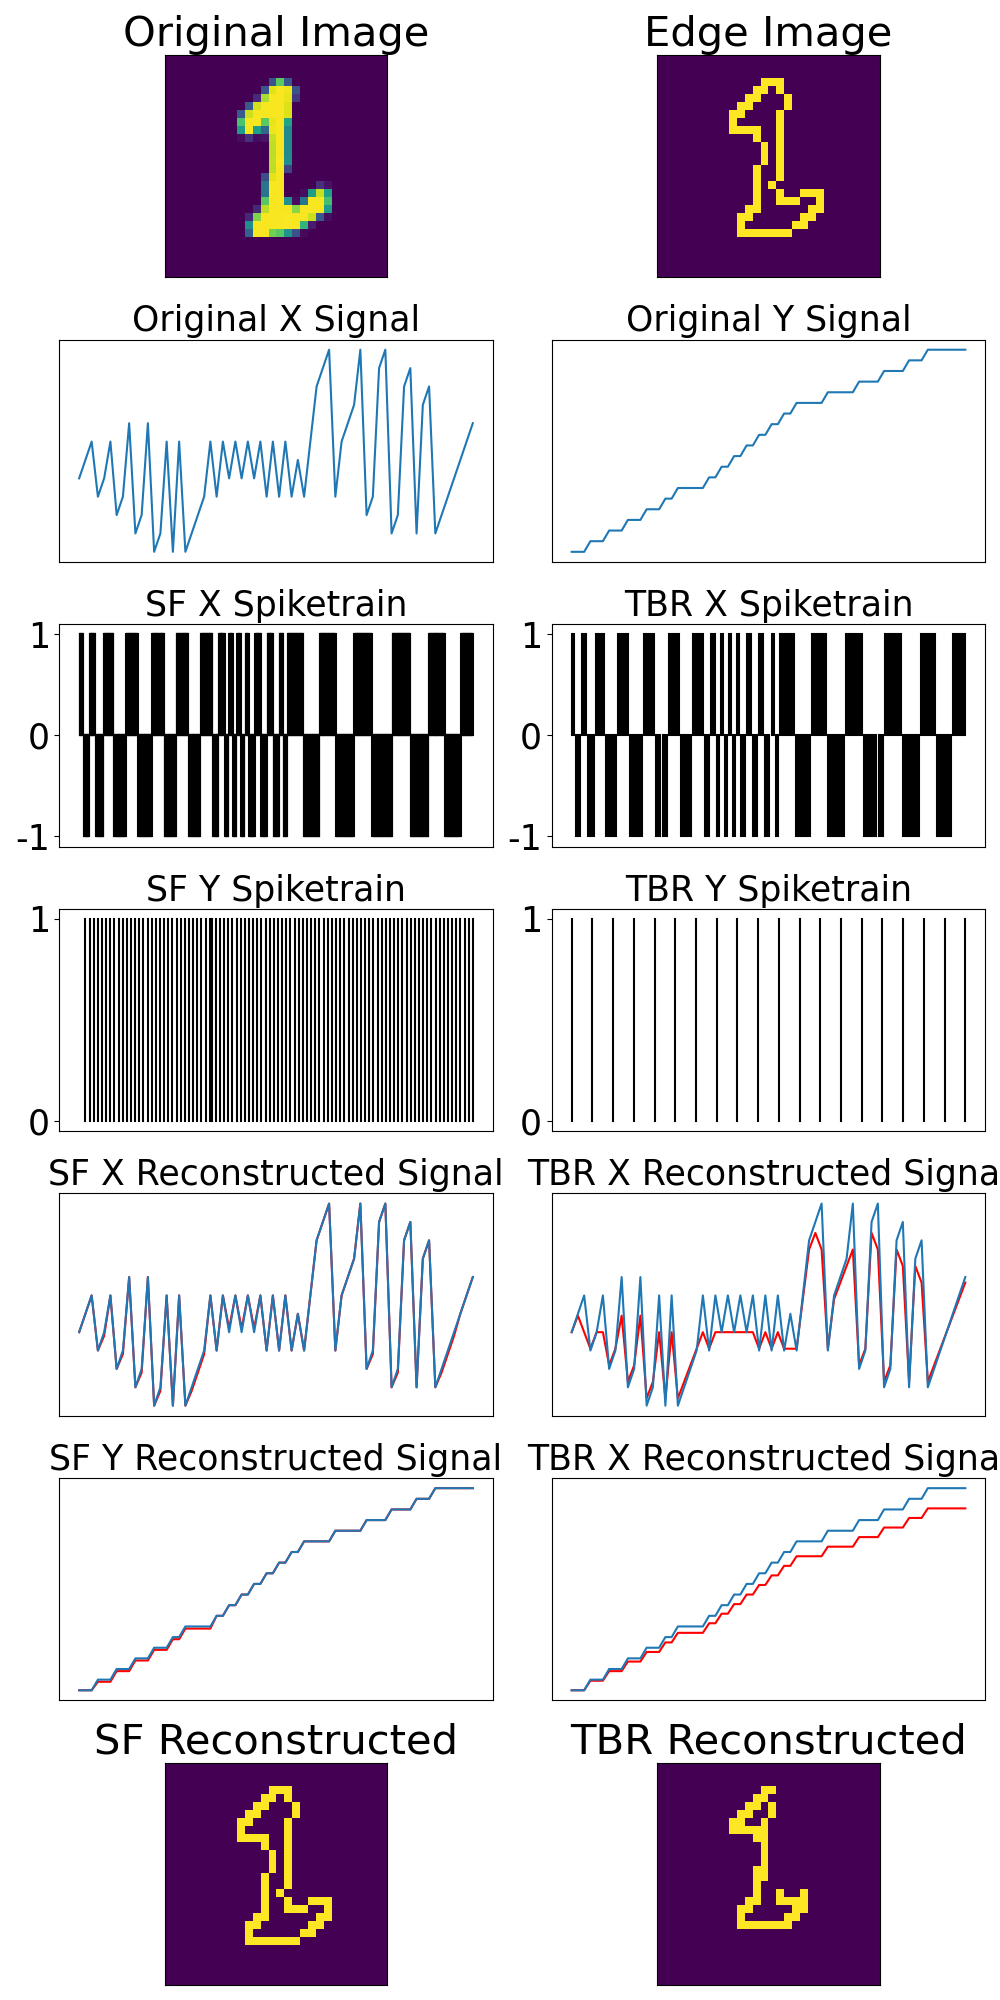 Original Image
Edge Image
Original X Signal
Original Y Signal
SF X Spiketrain
TBR X Spiketrain
1
0
-1
1
0
-1
SF Y Spiketrain
TBR Y Spiketrain
1
0
1
0
SF X Reconstructed Signal
TBR X Reconstructed Signa
SF Y Reconstructed Signal
TBR X Reconstructed Signa
SF Reconstructed
TBR Reconstructed